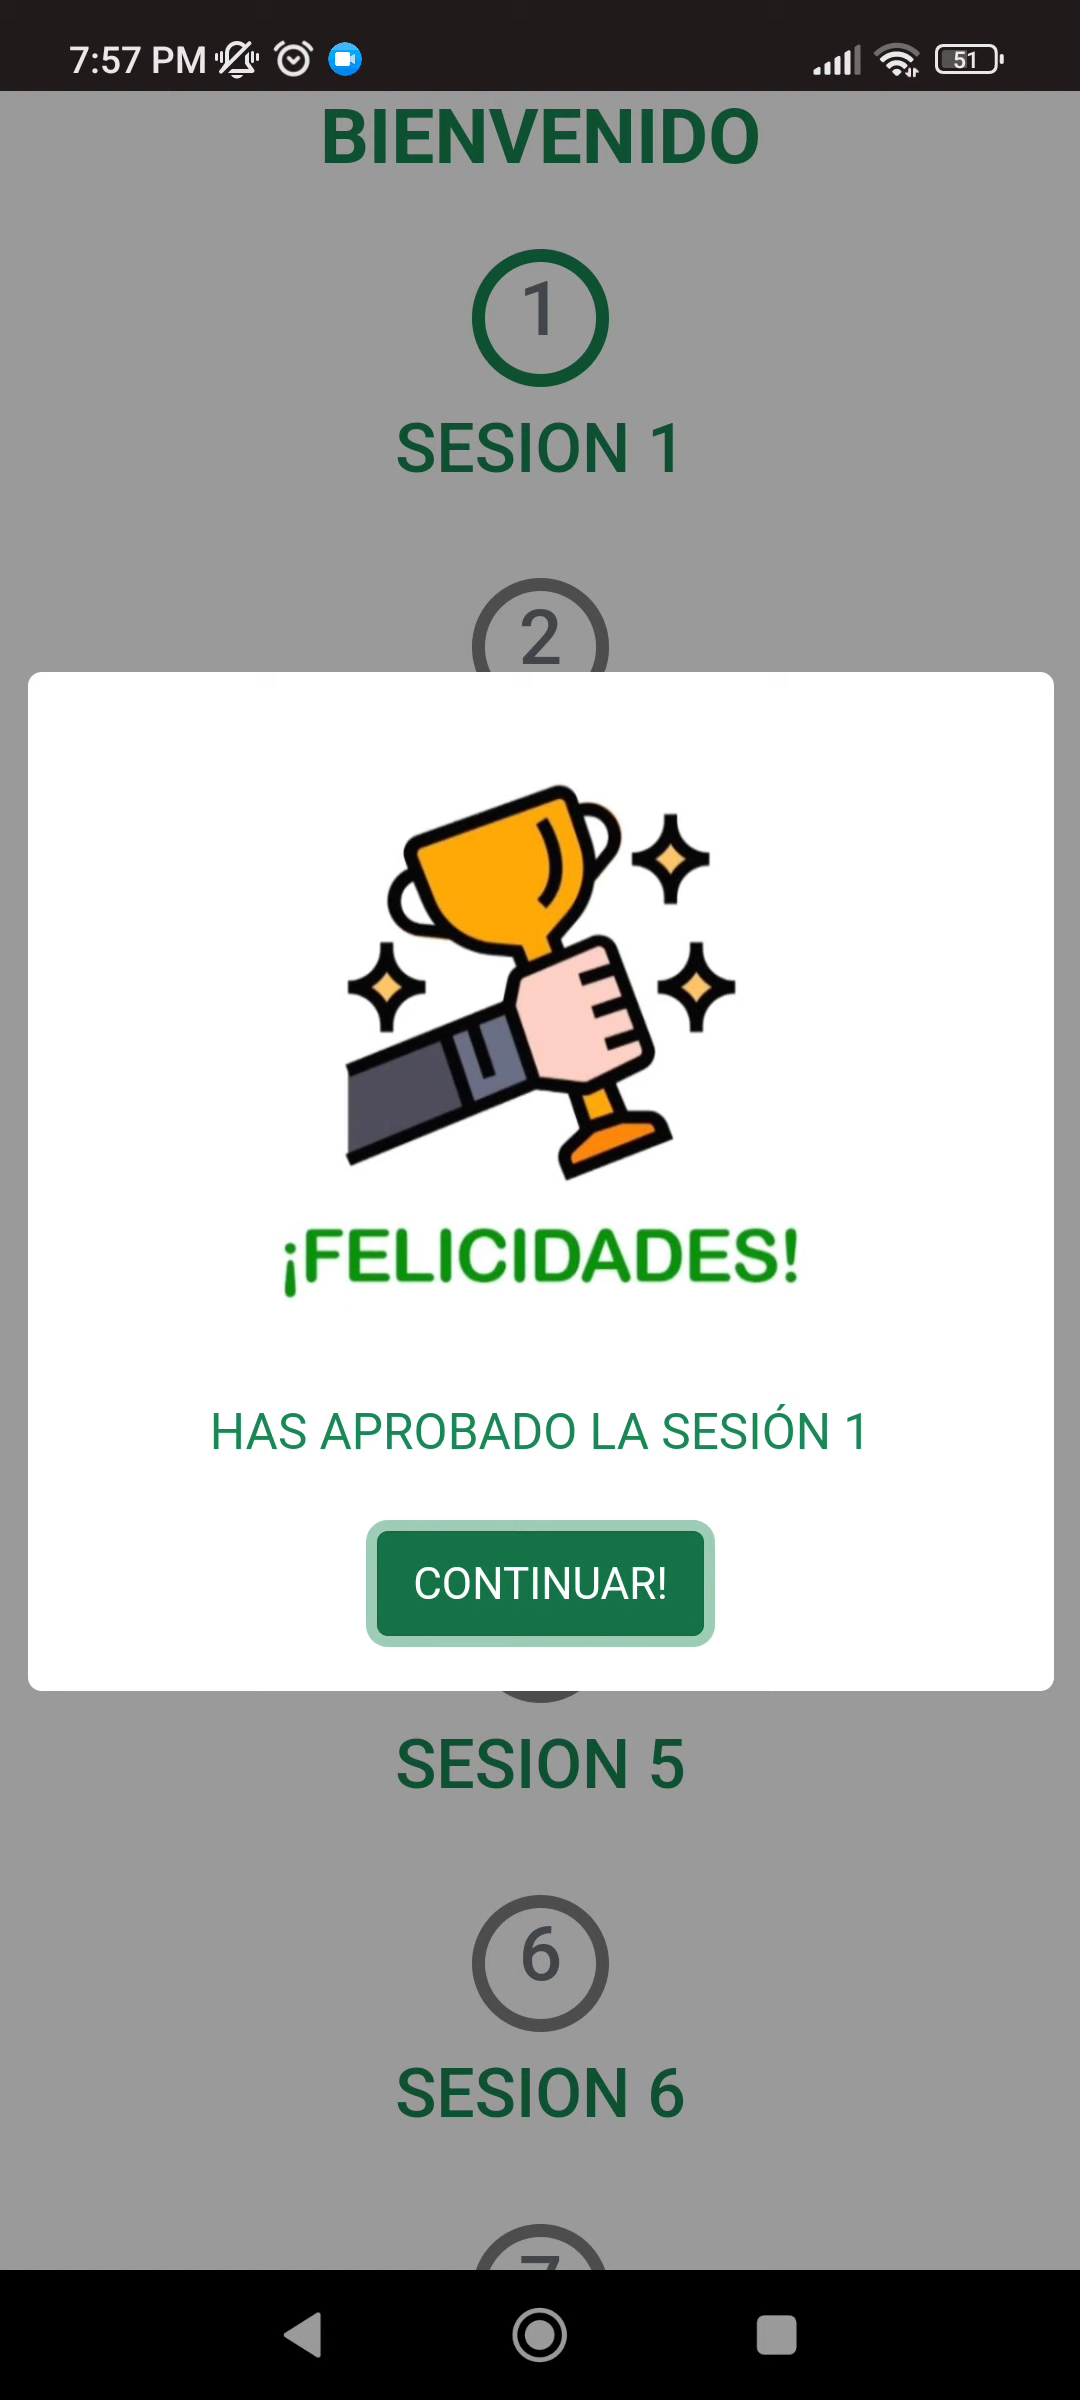 7:57 PM
51
BIENVENIDO
1
SESION 1
2
¡FELICIDADES!
HAS APROBADO LA SESIÓN 1
CONTINUAR!
SESION 5
6
SESION 6
7